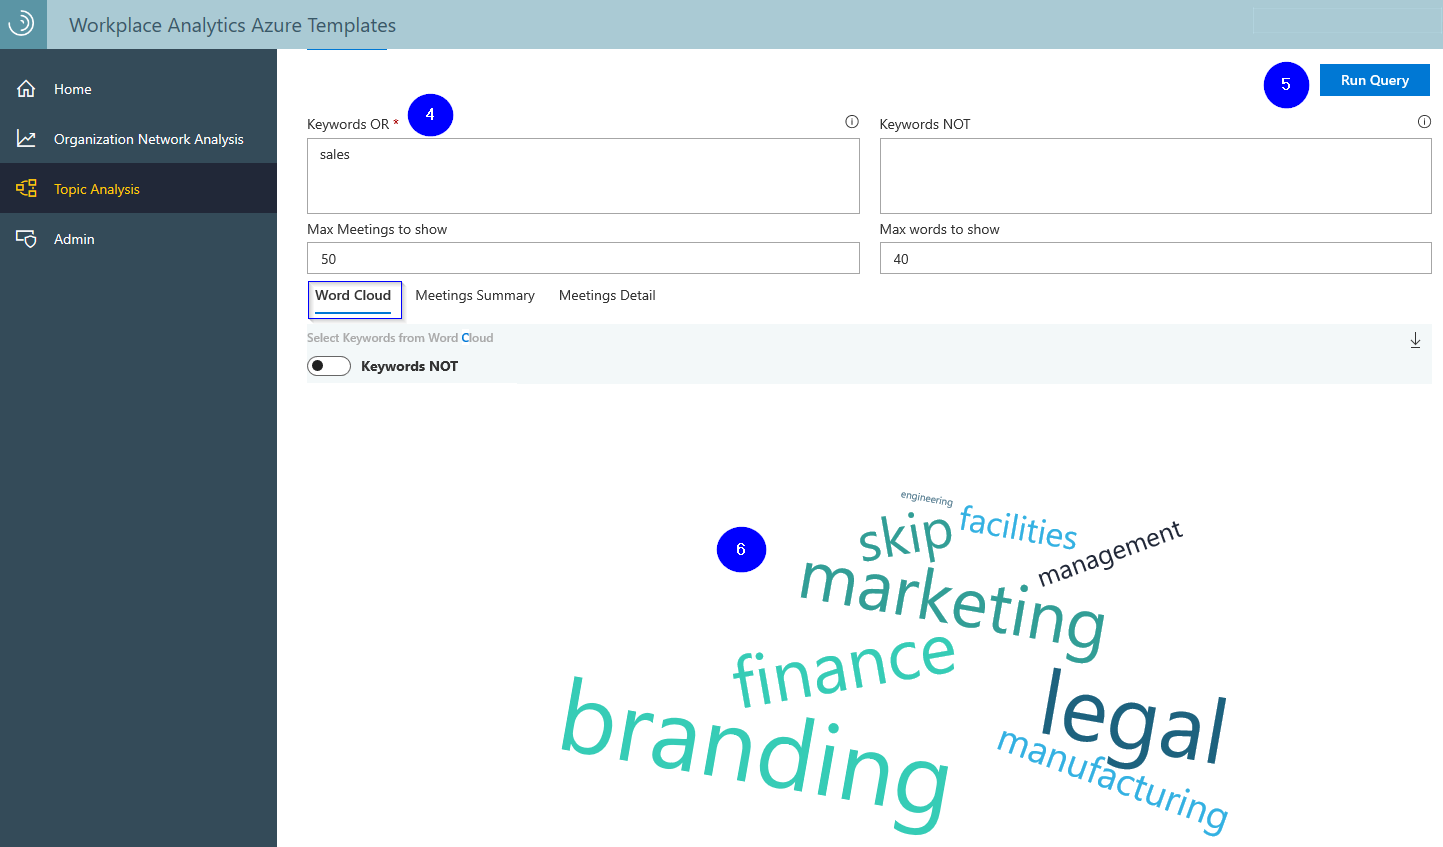 Workplace Analytics Azure Templates
Home
Organization Network Analysis
Topic Analysis
Admin
5
Run Query
Keywords OR *
4
Keywords NOT
sales
Max Meetings to show
Max words to show
50
40
Word Cloud
Meetings Summary
Meetings Detail
Select Keywords from Word Cloud
Keywords NOT
6
engineering
skip
facilities
management
marketing
finance
branding
legal
manufacturing